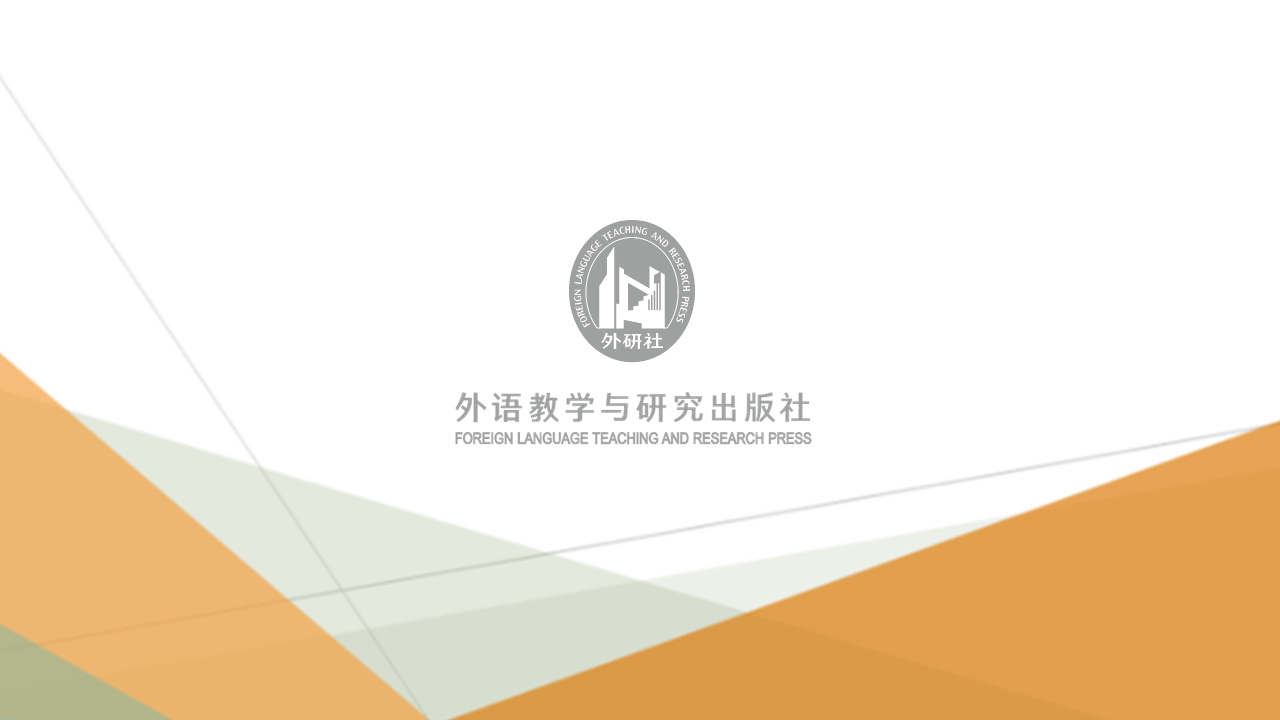 FOREIGN LANGUAGE TEACHING AND RESEARCH PRESS
外研社
外语教学与研究出版社
FOREIGN LANGUAGE TEACHING AND RESEARCH PRESS